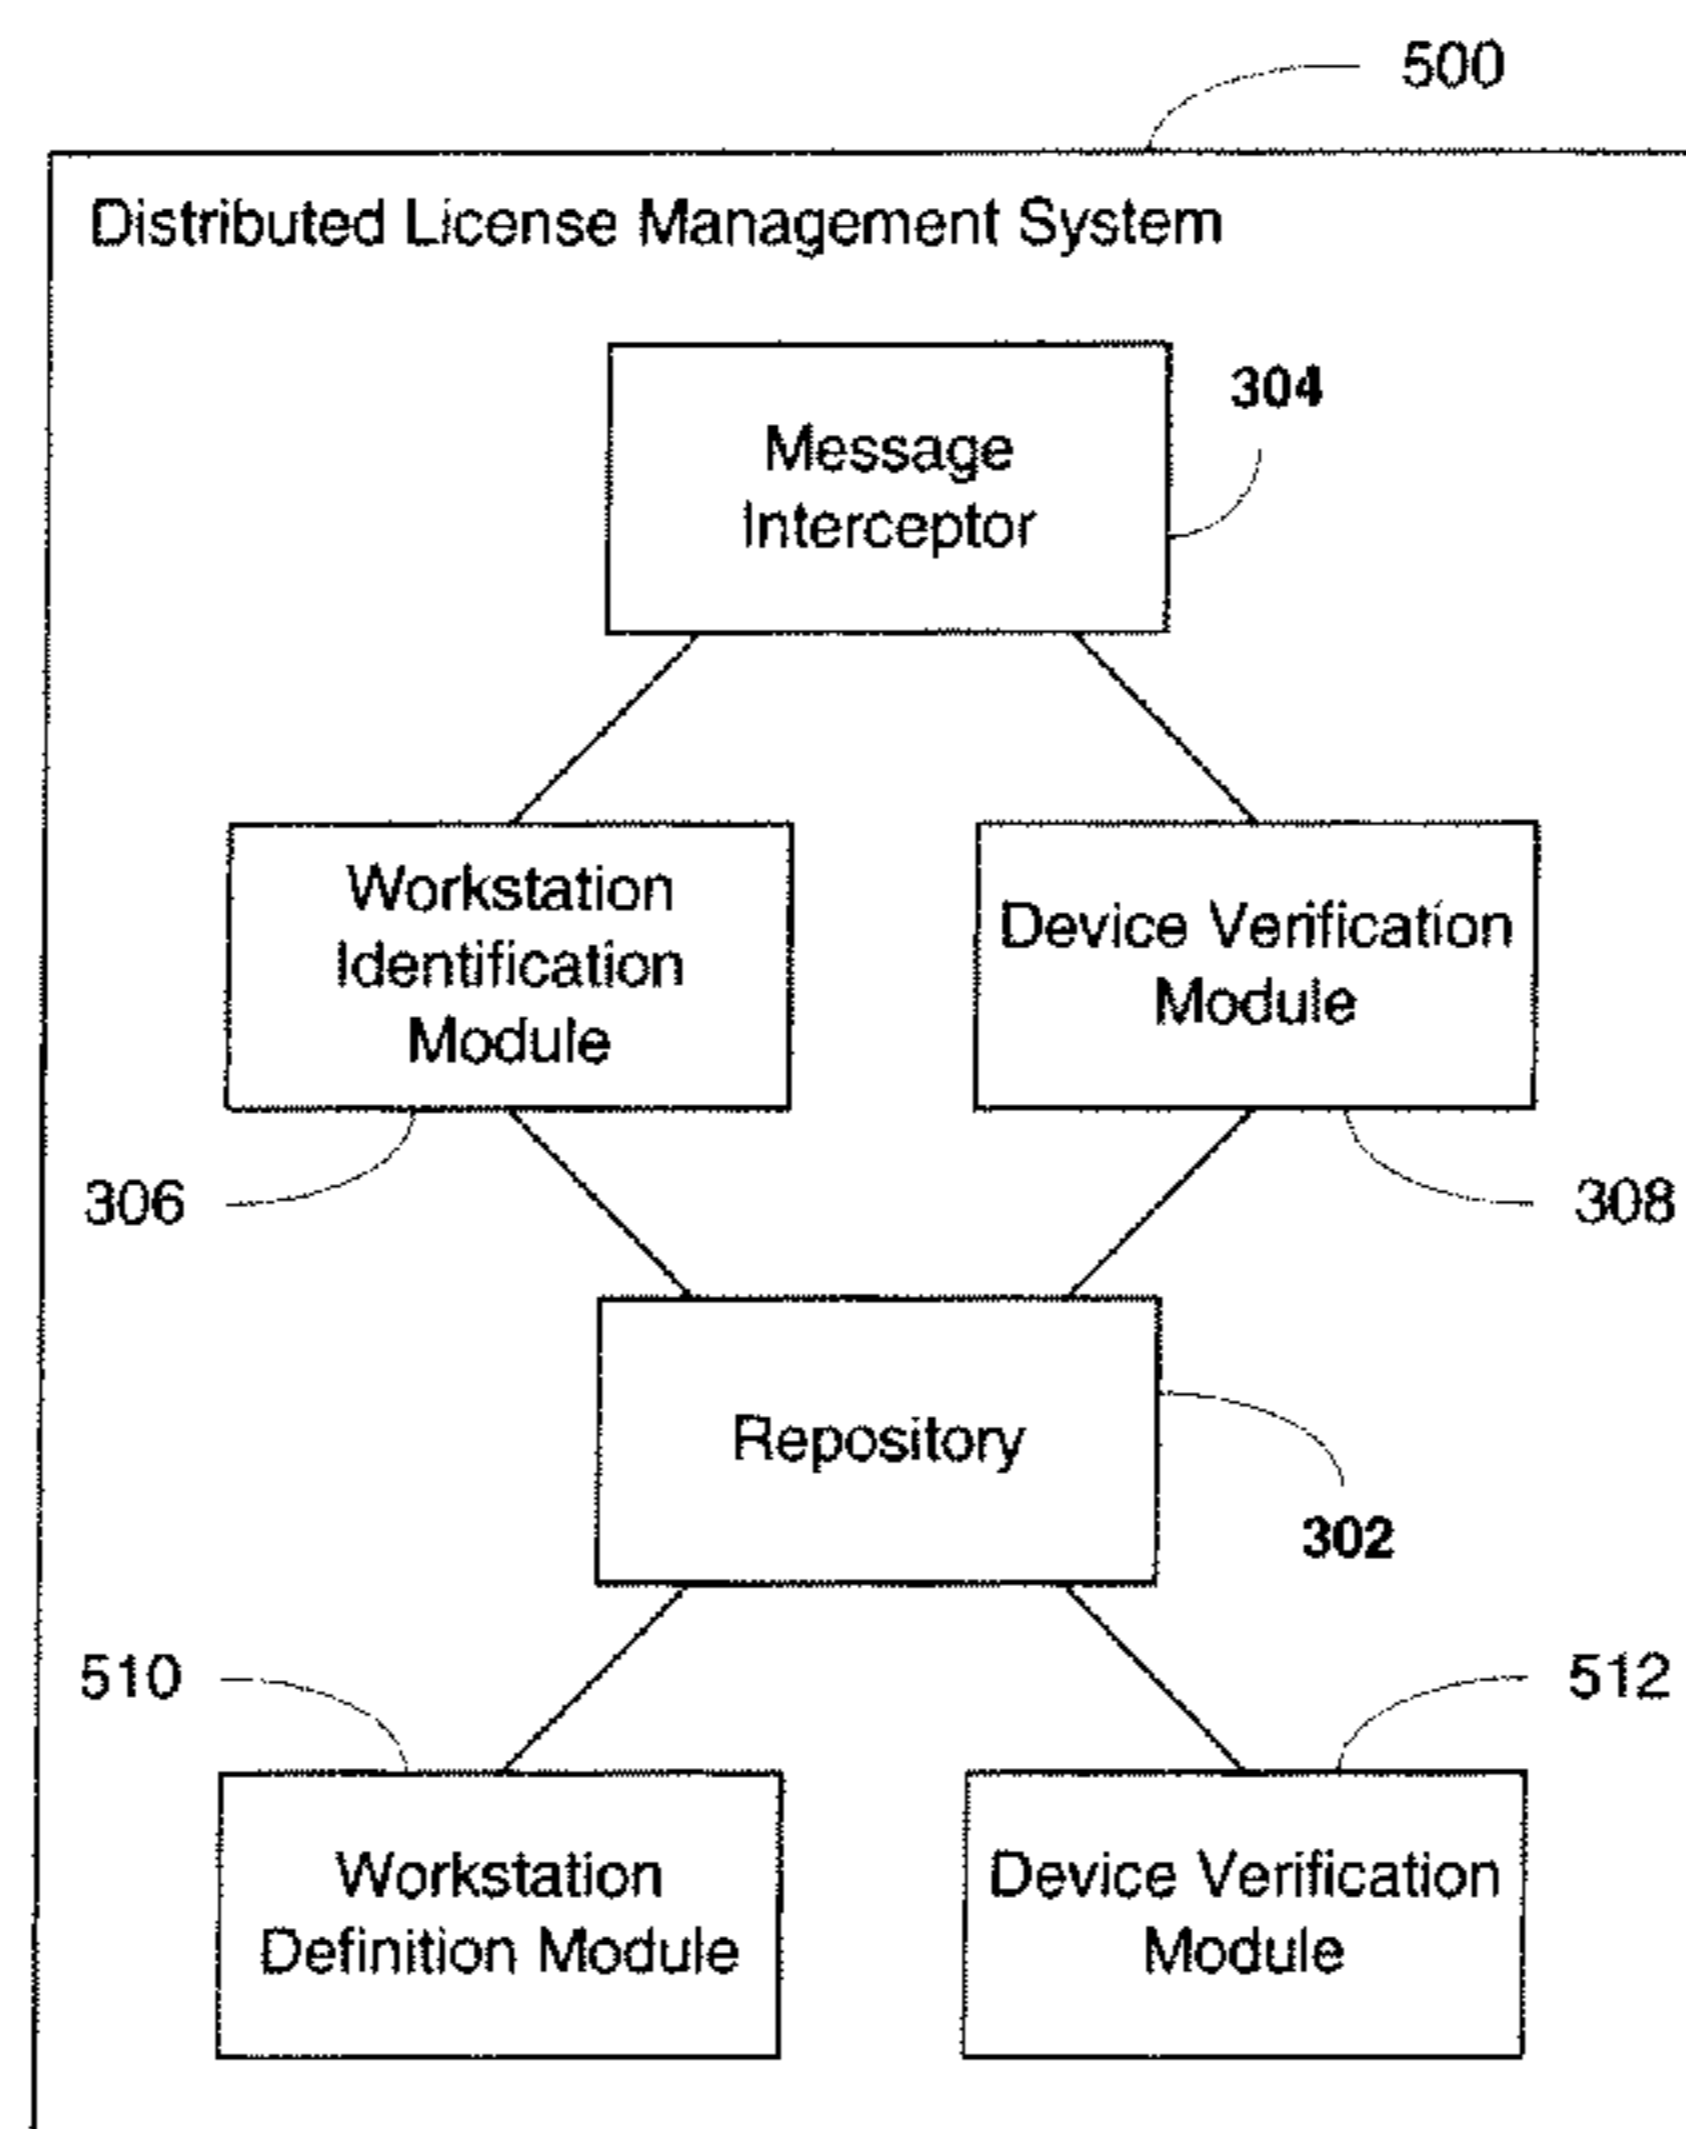 500
Distributed License Management System
304
Message
Interceptor
Workstation
Identification
Module
Device Verification
Module
306
308
Repository
302
510
512
Workstation
Definition Module
Device Verification
Module